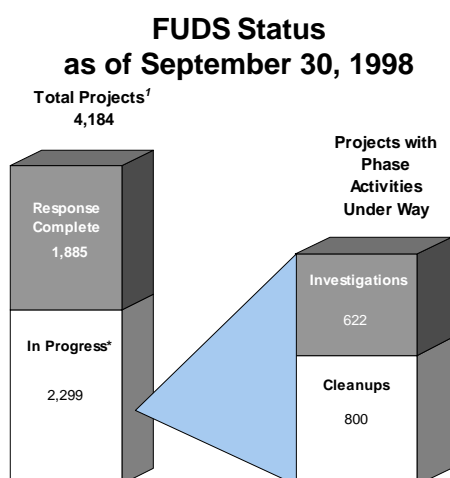 FUDS Status
as of September 30, 1998
Total Projects¹
4,184
Response
Complete
1,885
In Progress*
2,299
Projects with
Phase
Activities
Under Way
Investigations
622
Cleanups
800